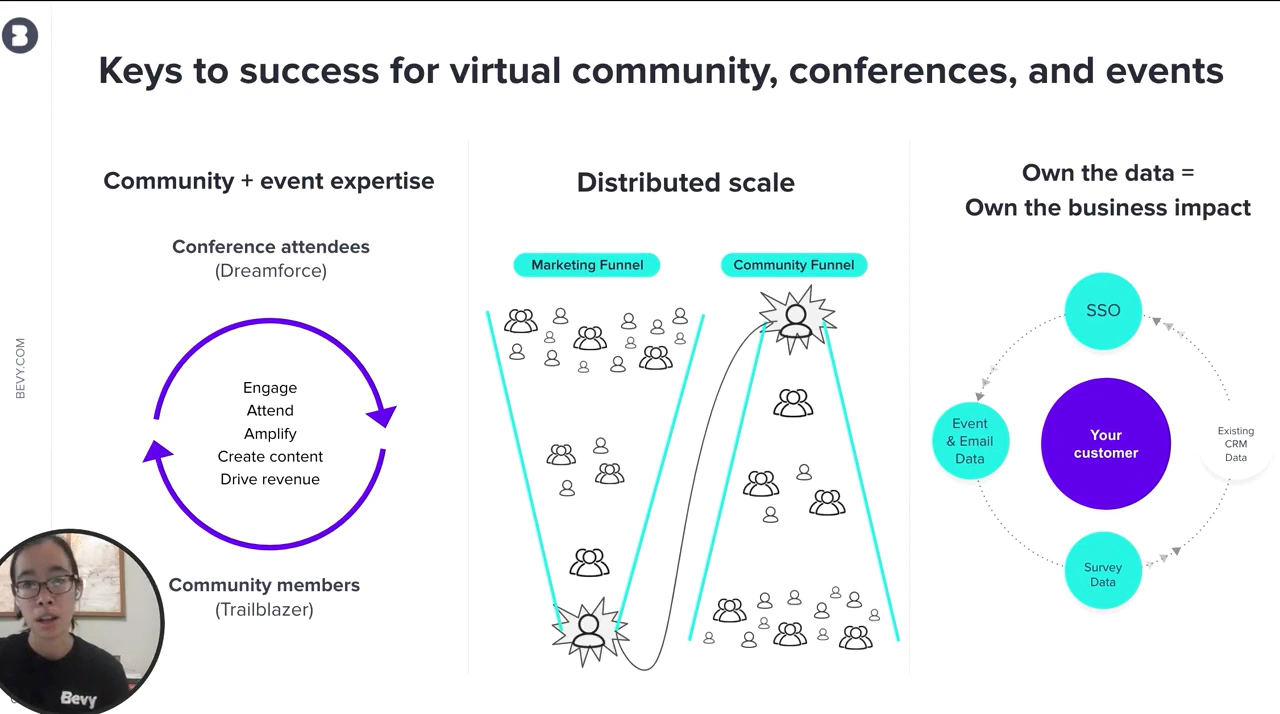 Keys to success for virtual community, conferences, and events
BEVY.COM
Community + event expertise
Conference attendees
(Dreamforce)
Engage
Attend
Amplify
Create content
Drive revenue
Community members
(Trailblazer)
Bevy
Distributed scale
Marketing Funnel
Community Funnel
Own the data =
Own the business impact
SSO
Event
& Email
Data
Your
customer
Existing
CRM
Data
Survey
Data